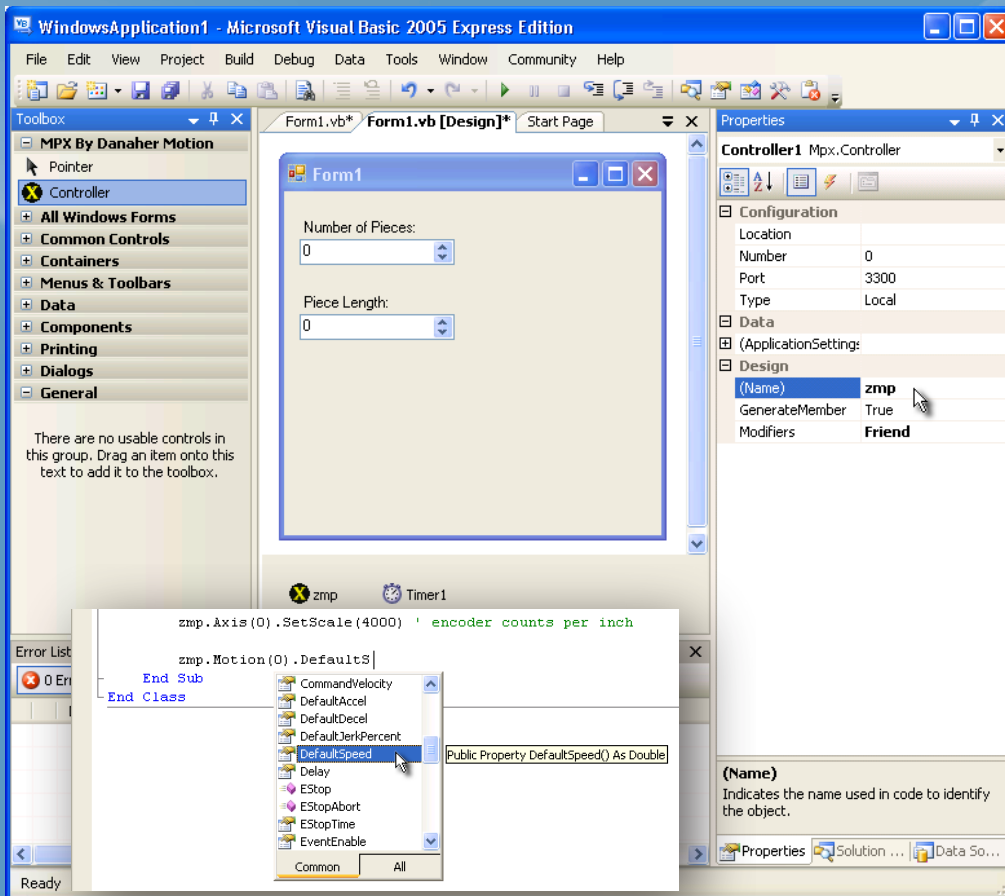 WindowsApplication1 - Microsoft Visual Basic 2005 Express Edition
File Edit View Project Build Debug Data Tools Window Community Help
Toolbox
MPX By Danaher Motion
Pointer
Controller
All Windows Forms
Common Controls
Containers
Menus & Toolbars
Data
Components
Printing
Dialogs
General
There are no usable controls in
this group. Drag an item onto this
text to add it to the toolbox.
Form1.vb* Form1.vb [Design]* Start Page
Form1
Number of Pieces:
0
Piece Length:
0
zmp Timer1
Properties
Controller1 Mpx.Controller
Configuration
Location
Number 0
Port 3300
Type Local
Data
(ApplicationSettings
Design
(Name) zmp
GenerateMember True
Modifiers Friend
(Name)
Indicates the name used in code to identify
the object.
Properties Solution ... Data So...
Error List
0 Er
zmp.Axis(0).SetScale(4000) ' encoder counts per inch
zmp.Motion(0).DefaultS
End Sub
End Class
CommandVelocity
DefaultAccel
DefaultDecel
DefaultJerkPercent
DefaultSpeed
Public Property DefaultSpeed() As Double
Delay
EStop
EStopAbort
EStopTime
EventEnable
Common All
Ready